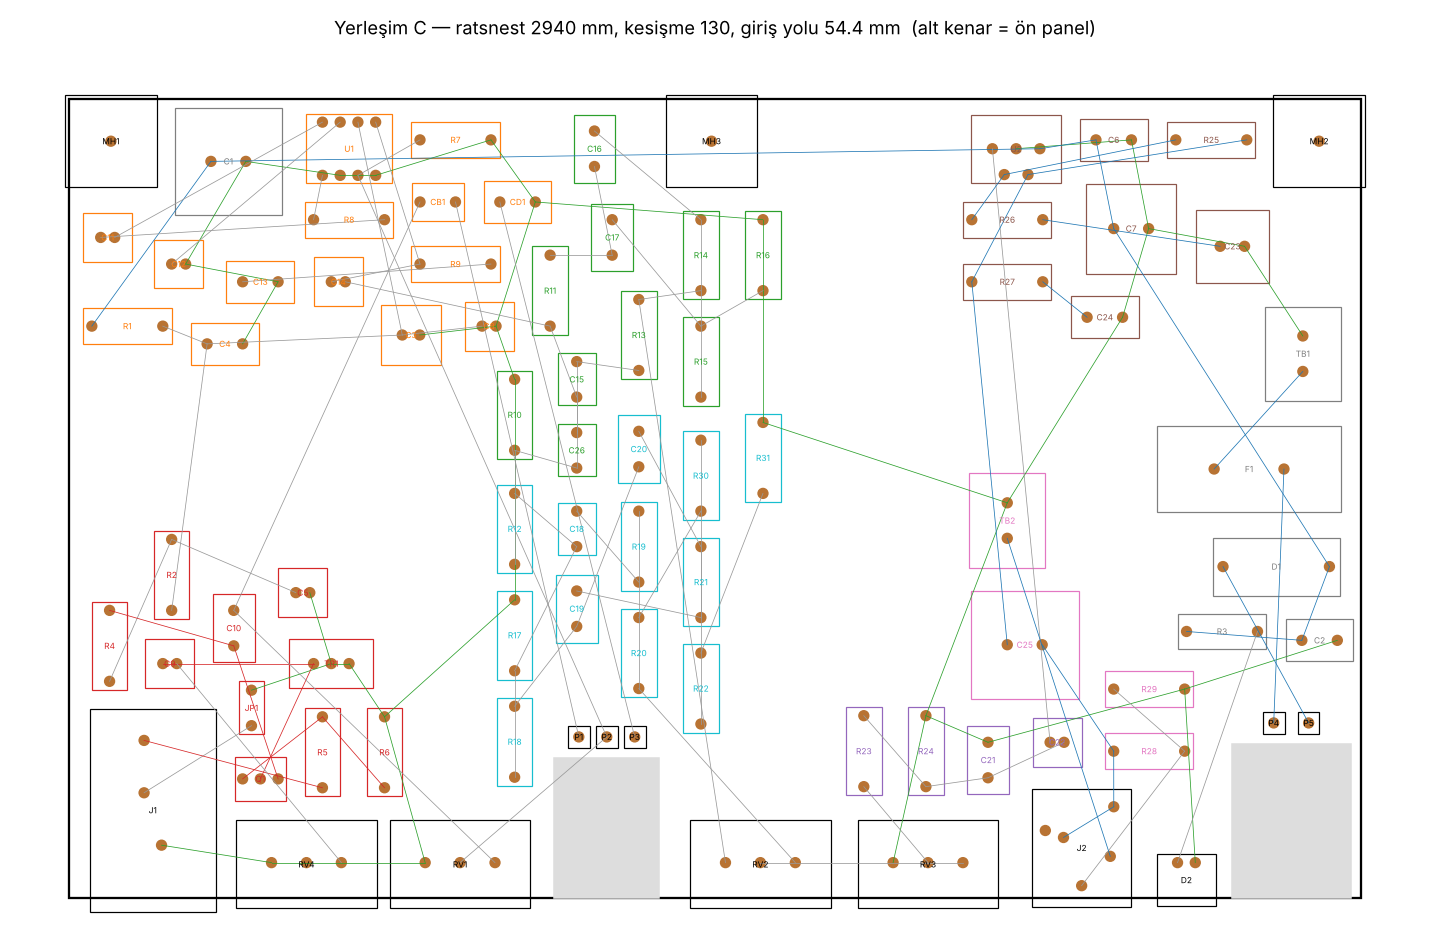 Yerleşim C — ratsnest 2940 mm, kesişme 130, giriş yolu 54.4 mm  (alt kenar = ön panel)
MH1
C1
U1
R7
C16
MH3
C6
R25
MH2
R8
CB1
CD1
C17
R14
R16
R26
C7
C23
R9
C13
R11
R27
R1
C4
R13
R15
C24
TB1
C15
R10
C26
C20
R30
R31
F1
R12
C18
R19
TB2
R2
R21
D1
C19
R4
C10
R17
R20
C25
R3
C2
JP1
R22
R29
R5
R6
R18
P1
P2
P3
R23
R24
C21
R28
P4
P5
J1
RV4
RV1
RV2
RV3
J2
D2